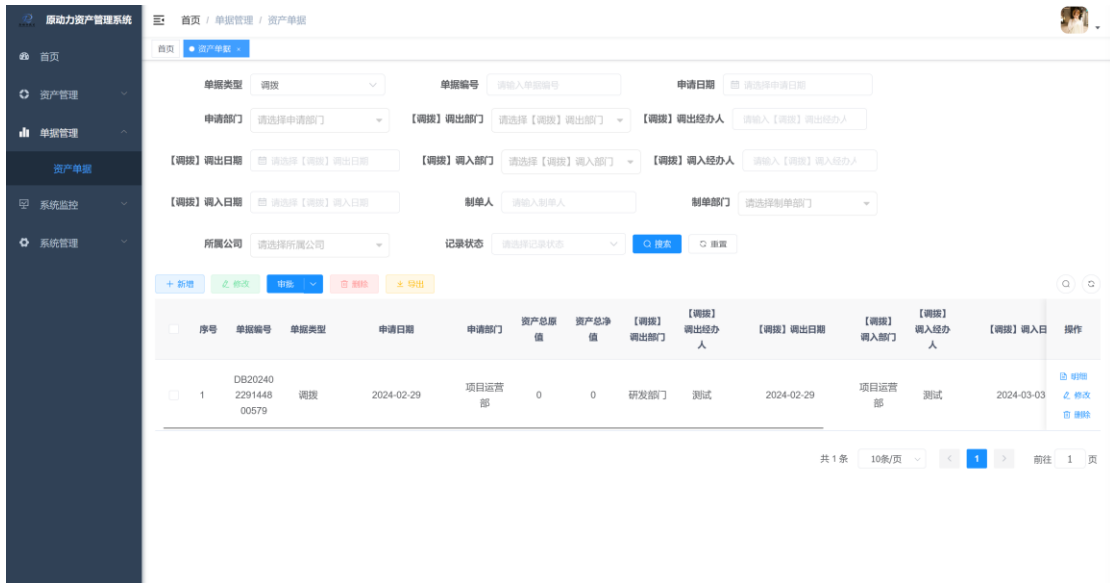 原动力资产管理系统
首页 / 单据管理 / 资产单据
首页
资产单据 ×
首页
资产管理
单据管理
资产单据
系统监控
系统管理
单据类型 调拨 单据编号 请输入单据编号 申请日期 请选择申请日期
申请部门 请选择申请部门 【调拨】调出部门 请选择【调拨】调出部门 【调拨】调出经办人 请输入【调拨】调出经办人
【调拨】调出日期 请选择【调拨】调出日期 【调拨】调入部门 请选择【调拨】调入部门 【调拨】调入经办人 请输入【调拨】调入经办人
【调拨】调入日期 请选择【调拨】调入日期 制单人 请输入制单人 制单部门 请选择制单部门
所属公司 请选择所属公司 记录状态 请选择记录状态 搜索 重置
+ 新增 修改 审批 删除 导出
序号 单据编号 单据类型 申请日期 申请部门 资产总原值 资产总净值 【调拨】调出部门 【调拨】调出经办人 【调拨】调出日期 【调拨】调入部门 【调拨】调入经办人 【调拨】调入日 操作
1 DB20240229144800579 调拨 2024-02-29 项目运营部 0 0 研发部门 测试 2024-02-29 项目运营部 测试 2024-03-03
明细
修改
删除
共 1 条 10条/页 < 1 > 前往 1 页